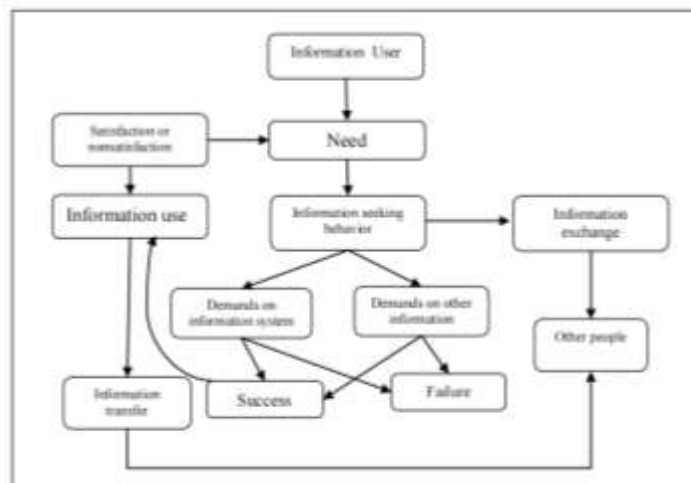 Information User
Satisfaction or
nonsatisfaction
Need
Information use
Information seeking
behavior
Information
exchange
Demands on
information system
Demands on other
information
Other people
Information
transfer
Success
Failure